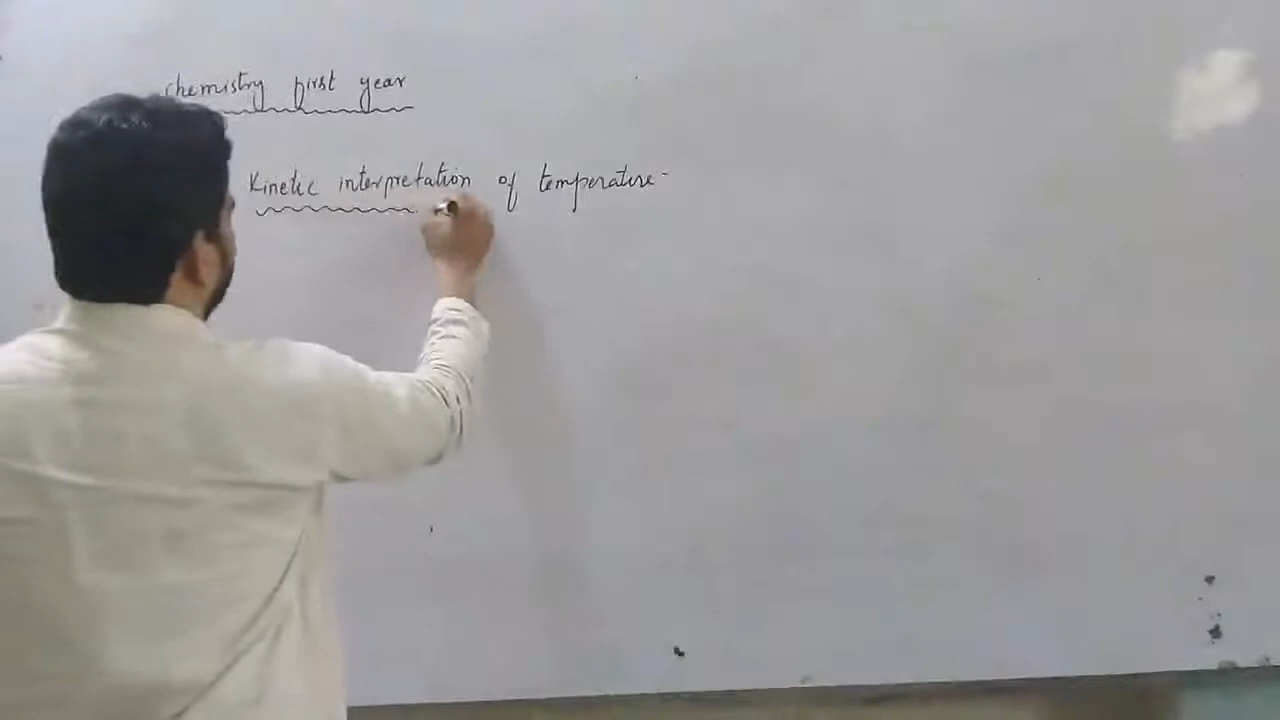 chemistry first year
Kinetic interpretation of temperature-